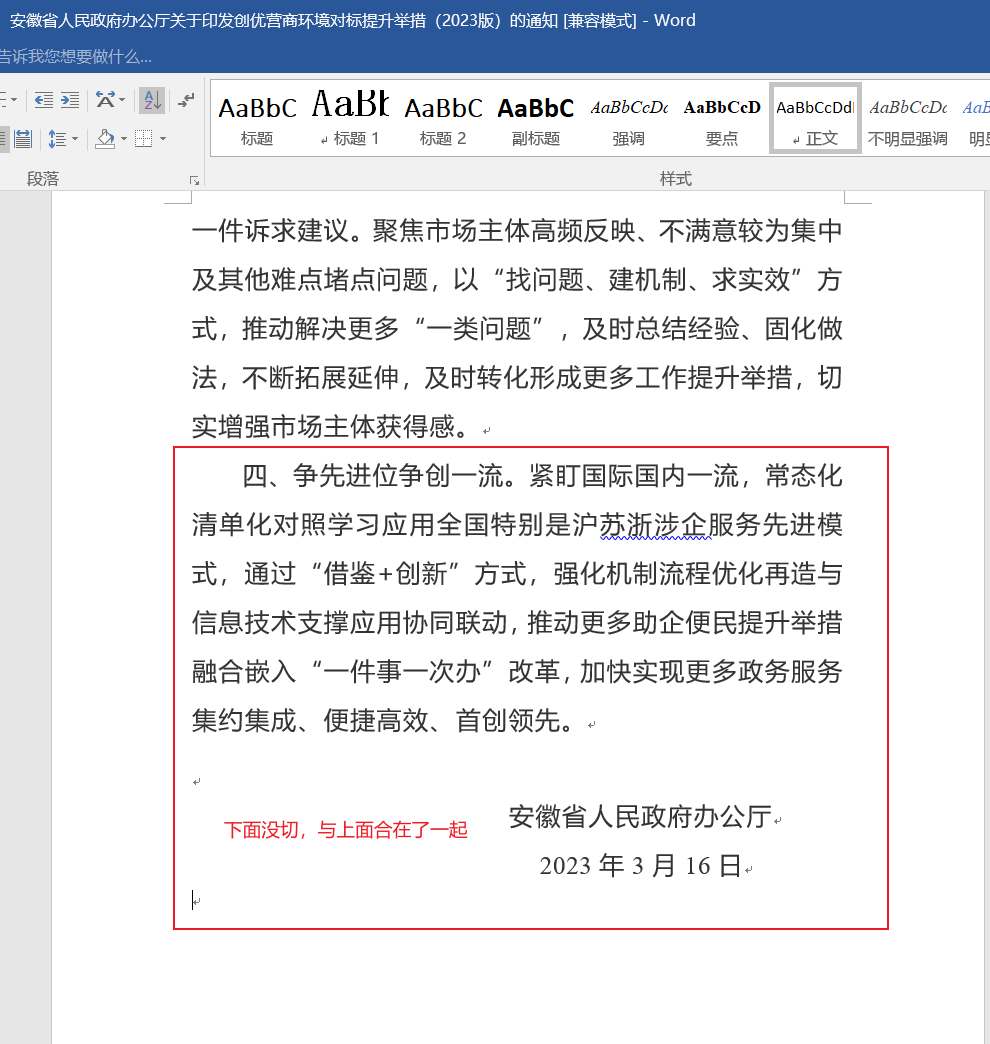 安徽省人民政府办公厅关于印发创优营商环境对标提升举措（2023版）的通知 [兼容模式] - Word
告诉我您想要做什么...
AaBbC AaBb AaBbC AaBbC AaBbCcDc AaBbCcD AaBbCcDd AaBbCcDc AaB
标题 标题 1 标题 2 副标题 强调 要点 正文 不明显强调 明显
段落 样式
一件诉求建议。聚焦市场主体高频反映、不满意较为集中
及其他难点堵点问题，以“找问题、建机制、求实效”方
式，推动解决更多“一类问题”，及时总结经验、固化做
法，不断拓展延伸，及时转化形成更多工作提升举措，切
实增强市场主体获得感。
四、争先进位争创一流。紧盯国际国内一流，常态化
清单化对照学习应用全国特别是沪苏浙涉企服务先进模
式，通过“借鉴+创新”方式，强化机制流程优化再造与
信息技术支撑应用协同联动，推动更多助企便民提升举措
融合嵌入“一件事一次办”改革，加快实现更多政务服务
集约集成、便捷高效、首创领先。
安徽省人民政府办公厅
下面没切，与上面合在了一起
2023 年 3 月 16 日